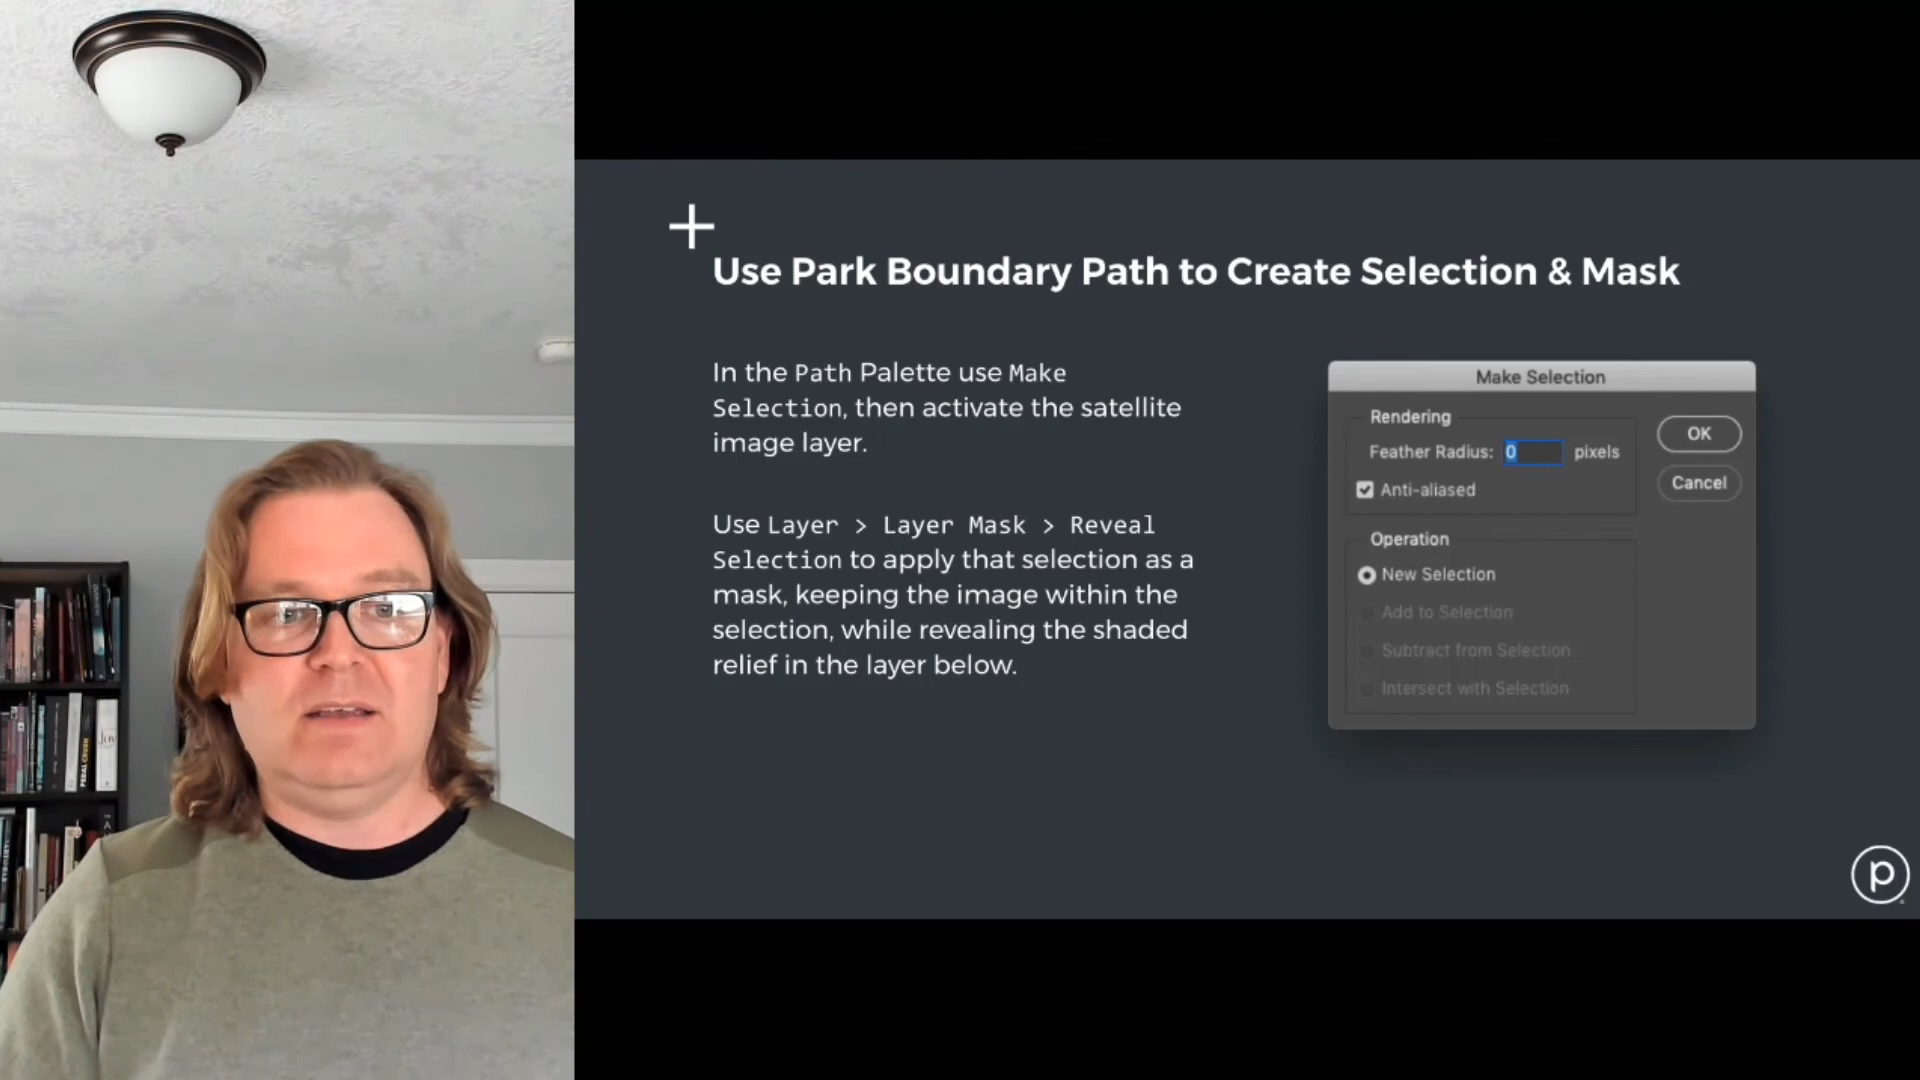 Use Park Boundary Path to Create Selection & Mask
In the Path Palette use Make
Selection, then activate the satellite
image layer.
Use Layer > Layer Mask > Reveal
Selection to apply that selection as a
mask, keeping the image within the
selection, while revealing the shaded
relief in the layer below.
Make Selection
Rendering
Feather Radius: 0 pixels
Anti-aliased
OK
Cancel
Operation
New Selection
Add to Selection
Subtract from Selection
Intersect with Selection
p
PEDAL CRUSH
Joy